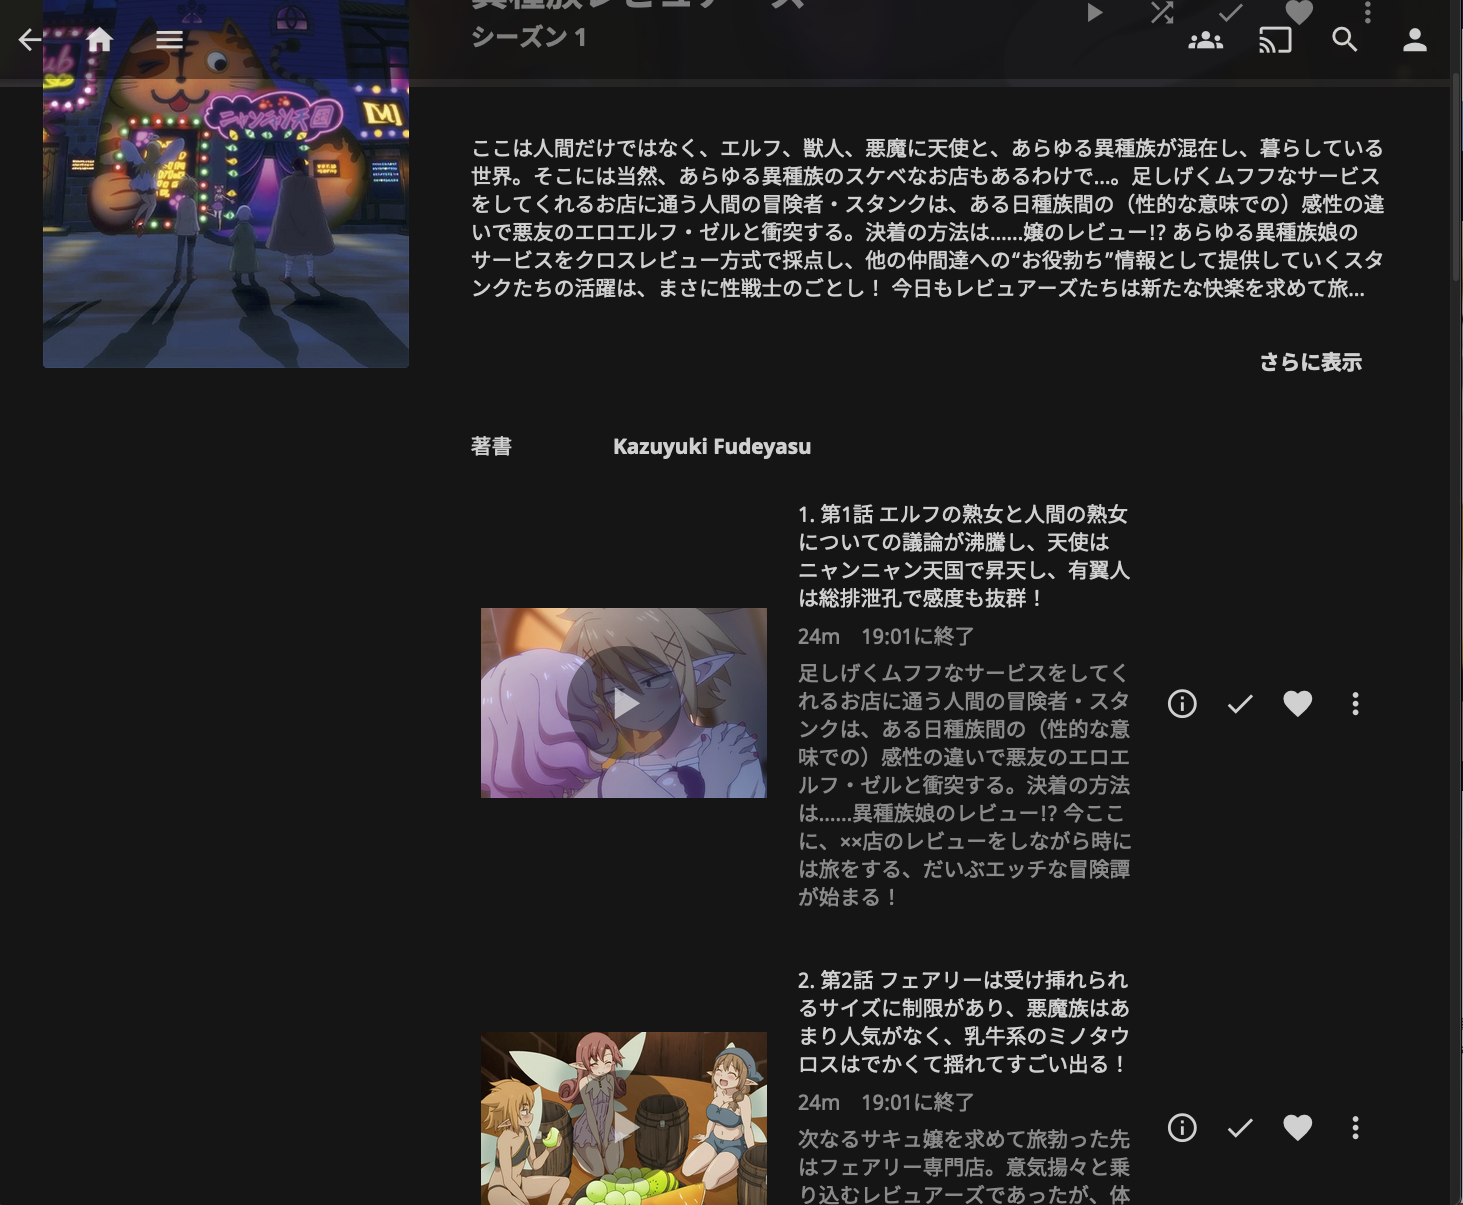 異種族レビュアーズ
シーズン 1
ub
ニャンニャン天国
M
ここは人間だけではなく、エルフ、獣人、悪魔に天使と、あらゆる異種族が混在し、暮らしている
世界。そこには当然、あらゆる異種族のスケベなお店もあるわけで…。足しげくムフフなサービス
をしてくれるお店に通う人間の冒険者・スタンクは、ある日種族間の（性的な意味での）感性の違
いで悪友のエロエルフ・ゼルと衝突する。決着の方法は……嬢のレビュー!? あらゆる異種族娘の
サービスをクロスレビュー方式で採点し、他の仲間達への“お役勃ち”情報として提供していくスタ
ンクたちの活躍は、まさに性戦士のごとし！ 今日もレビュアーズたちは新たな快楽を求めて旅…
さらに表示
著書 Kazuyuki Fudeyasu
1. 第1話 エルフの熟女と人間の熟女
についての議論が沸騰し、天使は
ニャンニャン天国で昇天し、有翼人
は総排泄孔で感度も抜群！
24m 19:01に終了
足しげくムフフなサービスをしてく
れるお店に通う人間の冒険者・スタ
ンクは、ある日種族間の（性的な意
味での）感性の違いで悪友のエロエ
ルフ・ゼルと衝突する。決着の方法
は……異種族娘のレビュー!? 今ここ
に、××店のレビューをしながら時に
は旅をする、だいぶエッチな冒険譚
が始まる！
2. 第2話 フェアリーは受け挿れられ
るサイズに制限があり、悪魔族はあ
まり人気がなく、乳牛系のミノタウ
ロスはでかくて揺れてすごい出る！
24m 19:01に終了
次なるサキュ嬢を求めて旅勃った先
はフェアリー専門店。意気揚々と乗
り込むレビュアーズであったが、体